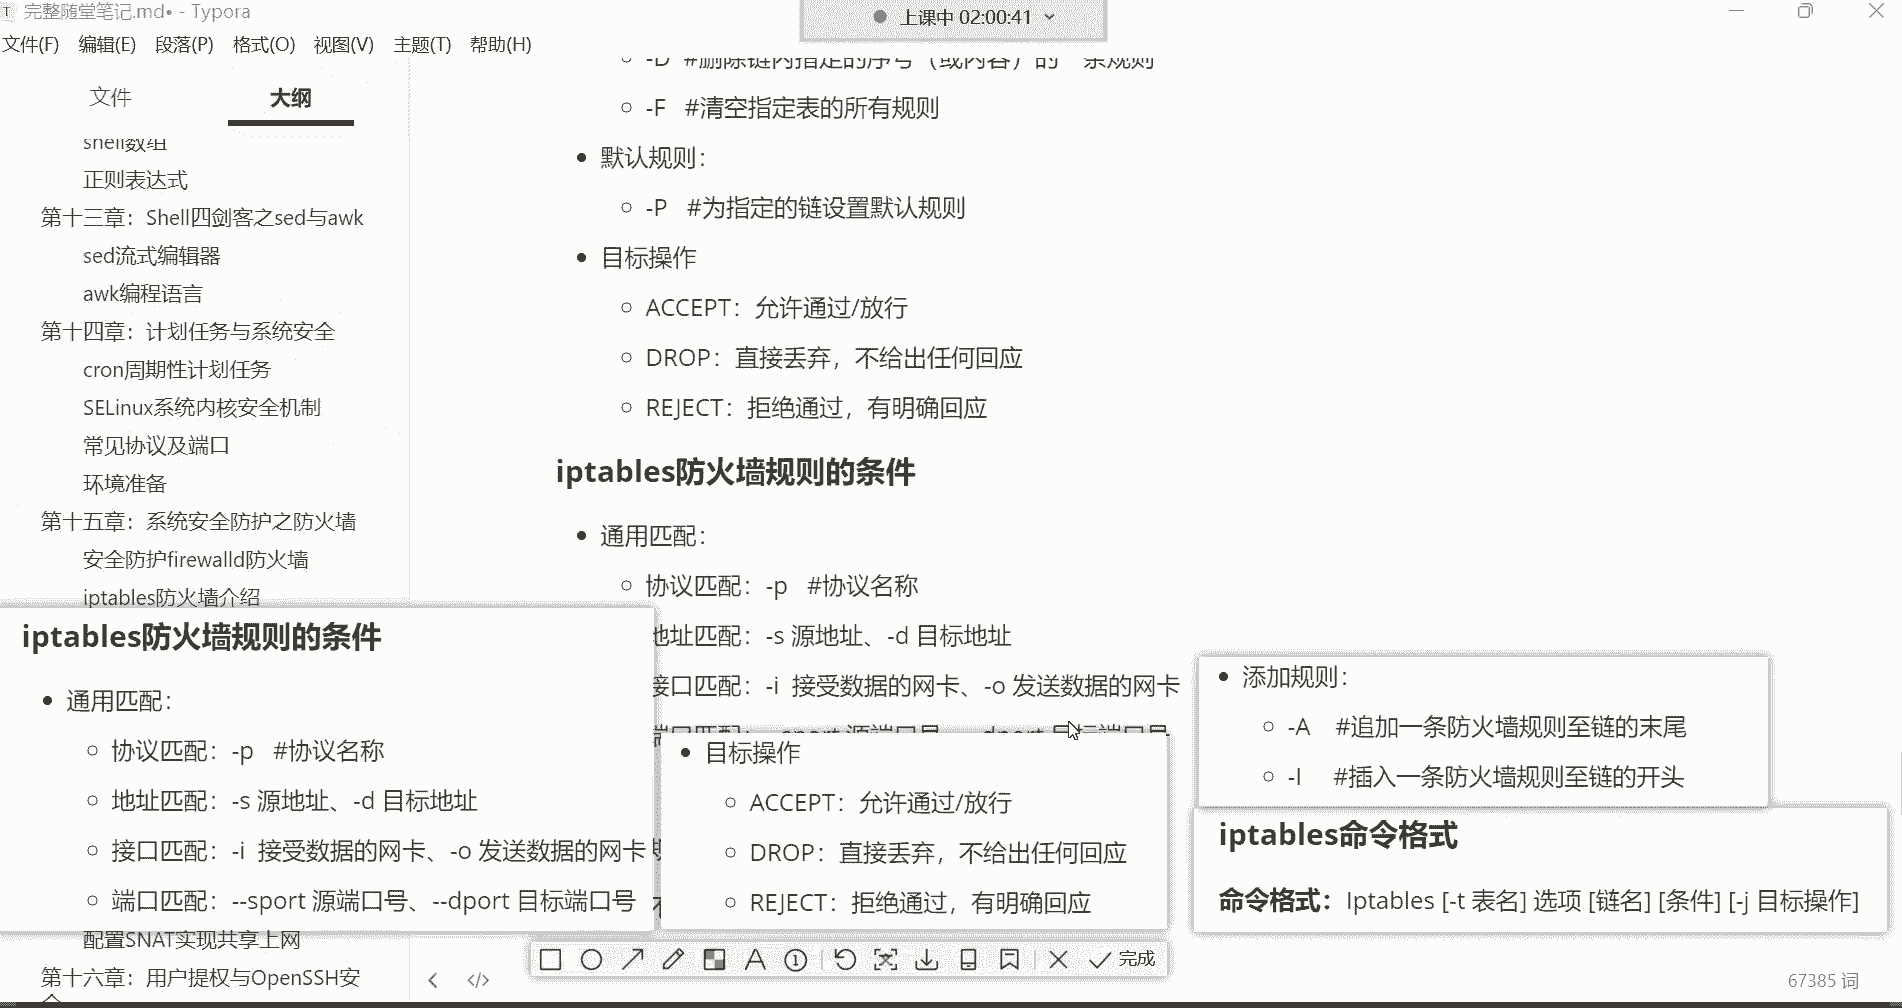 完整随堂笔记.md• - Typora
上课中 02:00:41
文件(F) 编辑(E) 段落(P) 格式(O) 视图(V) 主题(T) 帮助(H)
文件 大纲
shell数组
正则表达式
第十三章：Shell四剑客之sed与awk
sed流式编辑器
awk编程语言
第十四章：计划任务与系统安全
cron周期性计划任务
SELinux系统内核安全机制
常见协议及端口
环境准备
第十五章：系统安全防护之防火墙
安全防护firewalld防火墙
iptables防火墙介绍
-D #删除链内指定的序号（或内容）的一条规则
-F #清空指定表的所有规则
默认规则：
-P #为指定的链设置默认规则
目标操作
ACCEPT：允许通过/放行
DROP：直接丢弃，不给出任何回应
REJECT：拒绝通过，有明确回应
iptables防火墙规则的条件
通用匹配：
协议匹配：-p #协议名称
地址匹配：-s 源地址、-d 目标地址
接口匹配：-i 接受数据的网卡、-o 发送数据的网卡
端口匹配：--sport 源端口号、--dport 目标端口号
iptables防火墙规则的条件
通用匹配：
协议匹配：-p #协议名称
地址匹配：-s 源地址、-d 目标地址
接口匹配：-i 接受数据的网卡、-o 发送数据的网卡
端口匹配：--sport 源端口号、--dport 目标端口号
目标操作
ACCEPT：允许通过/放行
DROP：直接丢弃，不给出任何回应
REJECT：拒绝通过，有明确回应
添加规则：
-A #追加一条防火墙规则至链的末尾
-I #插入一条防火墙规则至链的开头
iptables命令格式
命令格式：Iptables [-t 表名] 选项 [链名] [条件] [-j 目标操作]
配置SNAT实现共享上网
第十六章：用户提权与OpenSSH安
完成
67385 词